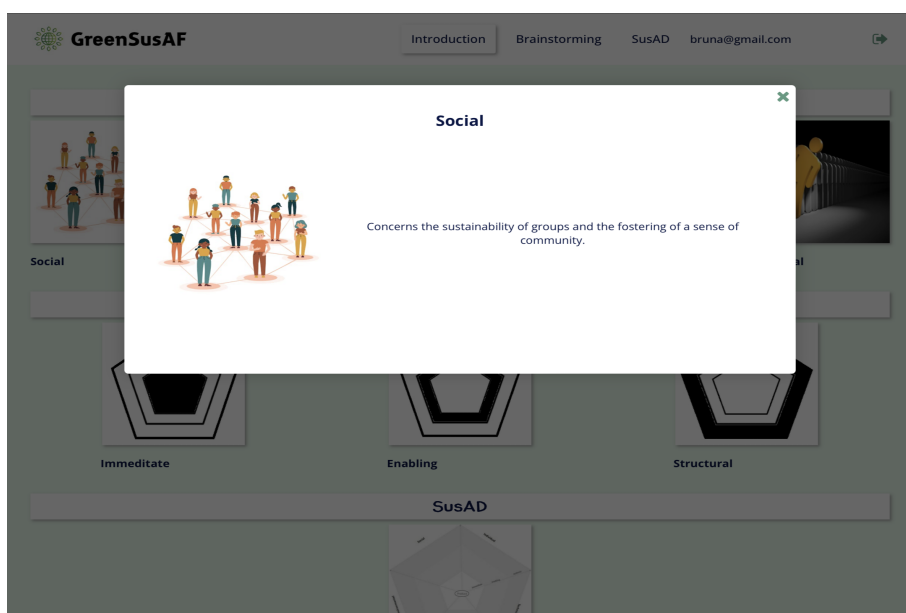 GreenSusAF
Introduction Brainstorming SusAD bruna@gmail.com
Social
Concerns the sustainability of groups and the fostering of a sense of
community.
Social al
Immeditate Enabling Structural
SusAD